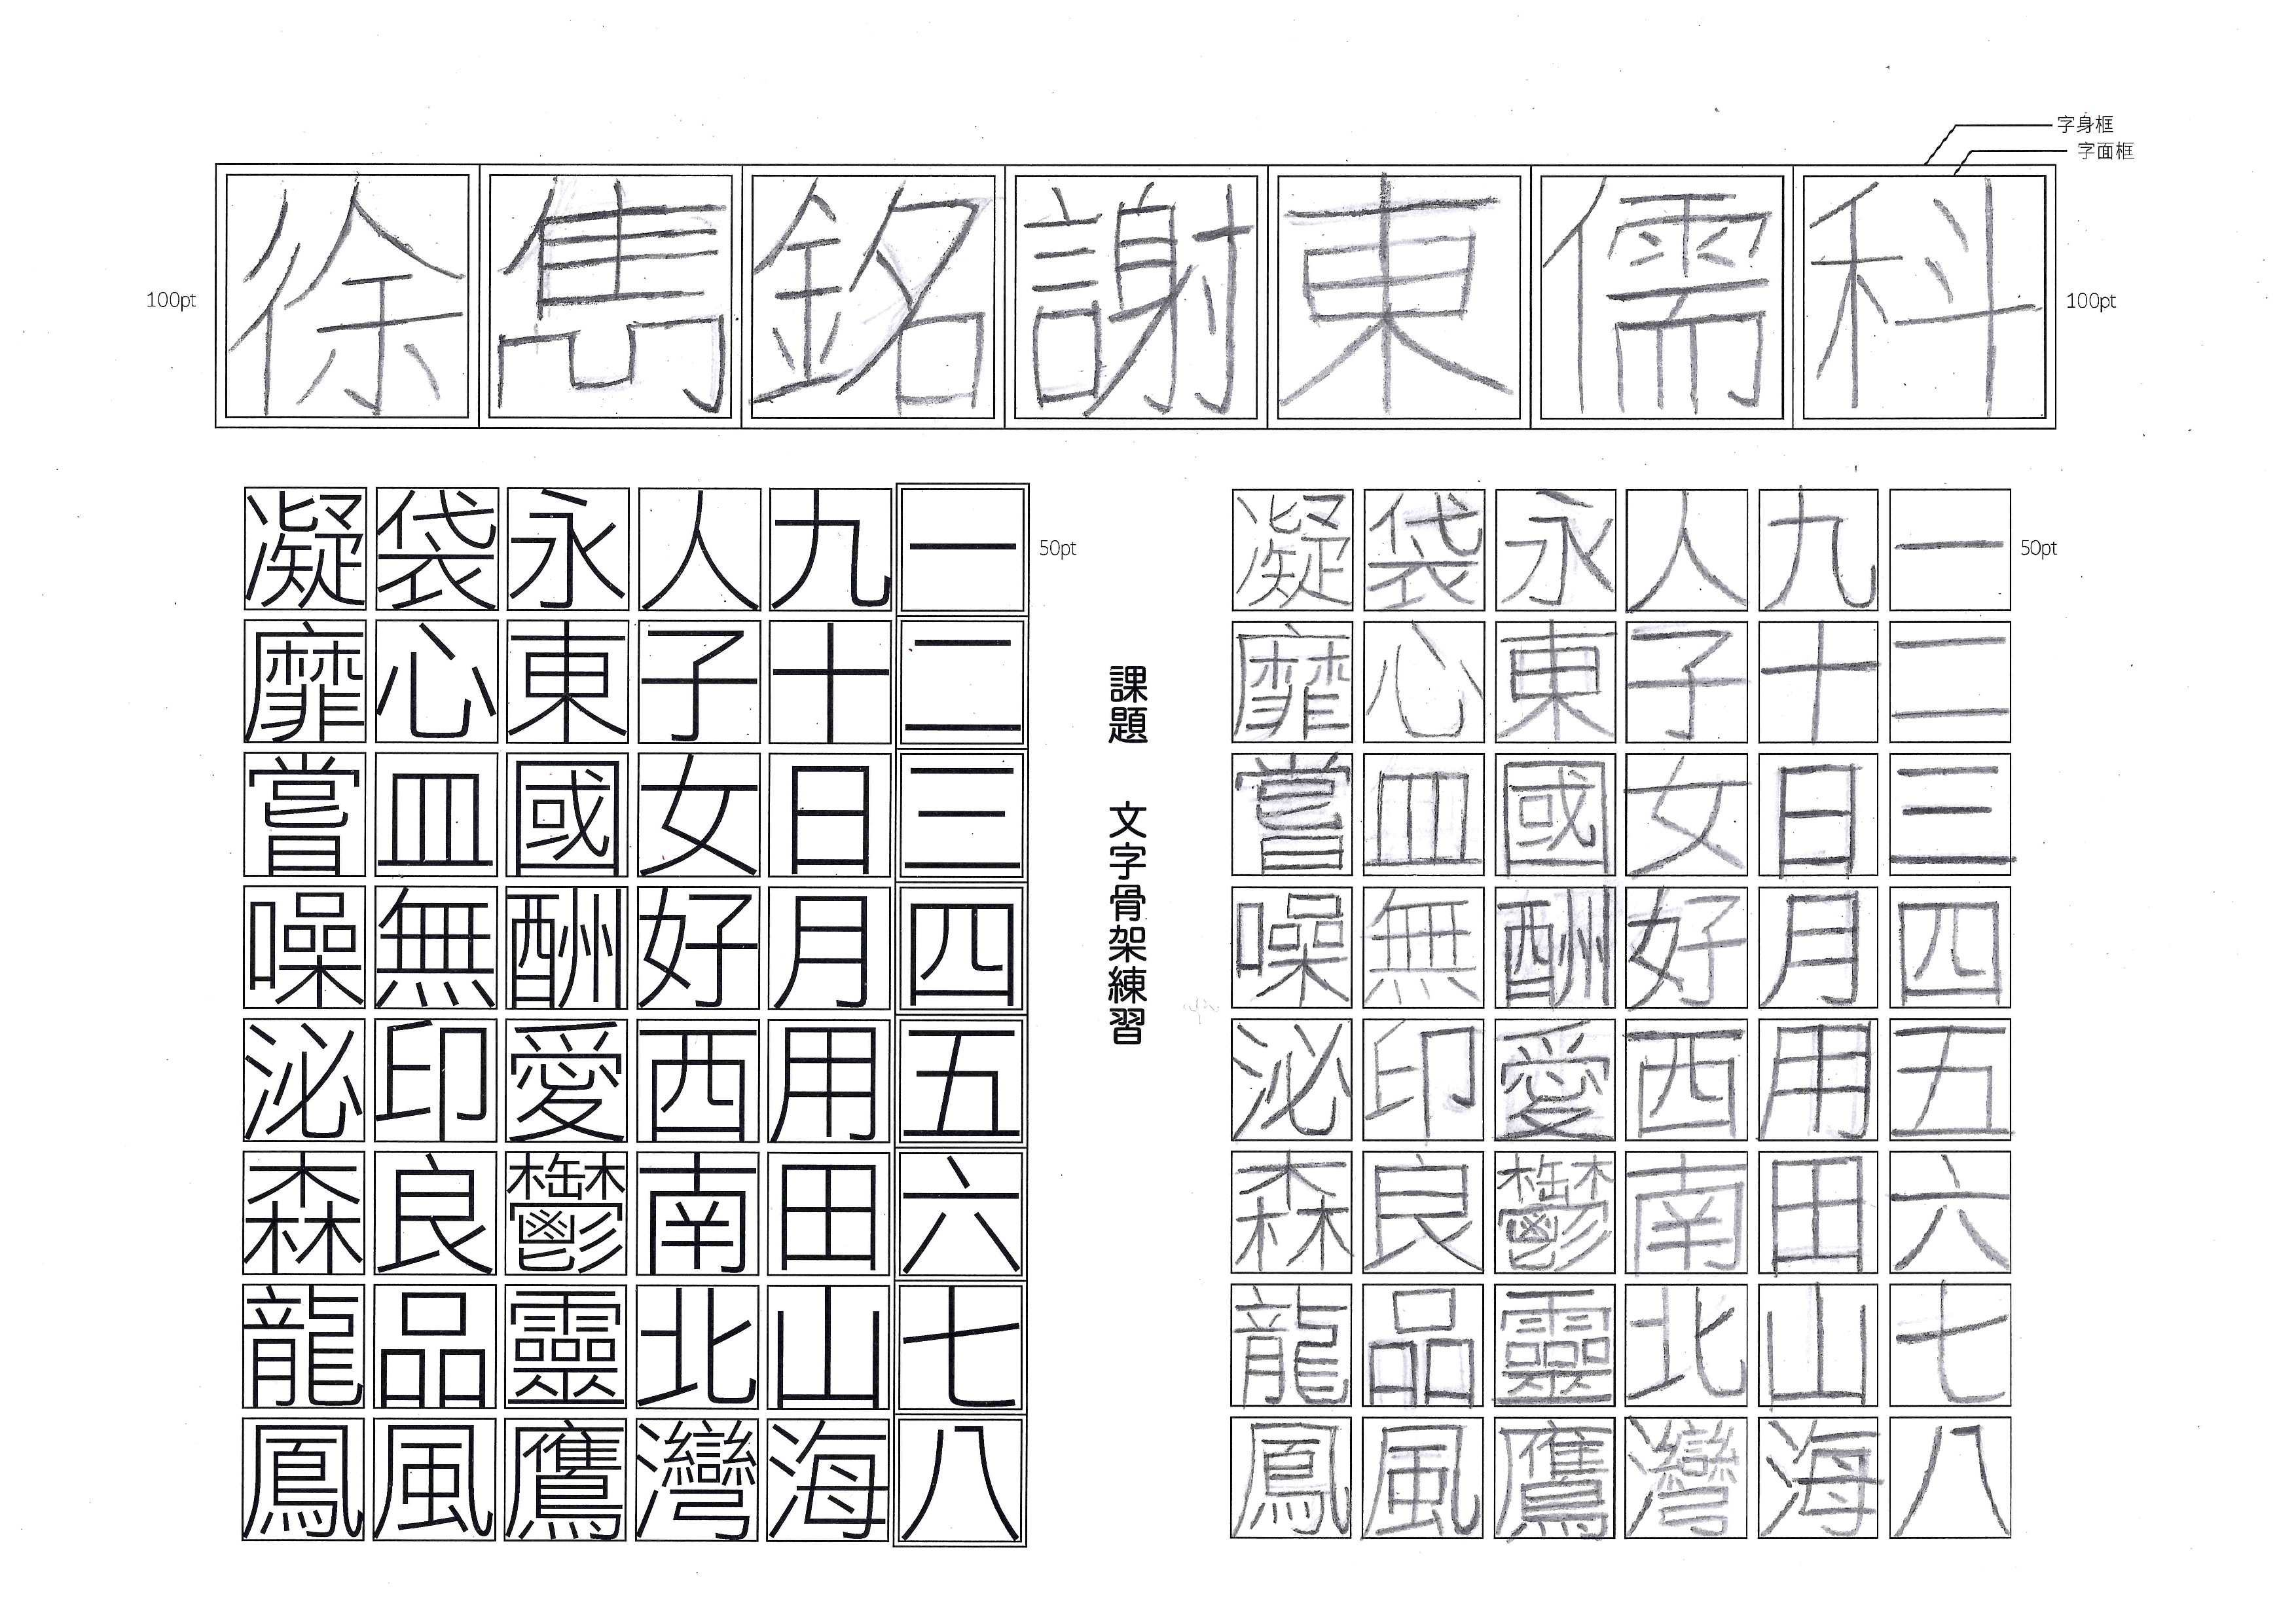 字身框
字面框
100pt
徐雋銘謝東儒科
100pt
50pt
一二三四五六七八
九十日月用田山海
人子女好西南北灣
永東國酬愛鬱靈鷹
袋心皿無印良品風
凝靡嘗噪泌森龍鳳
課題 文字骨架練習
50pt
一二三四五六七八
九十日月用田山海
人子女好西南北灣
永東國酬愛鬱靈鷹
袋心皿無印良品風
凝靡嘗噪泌森龍鳳